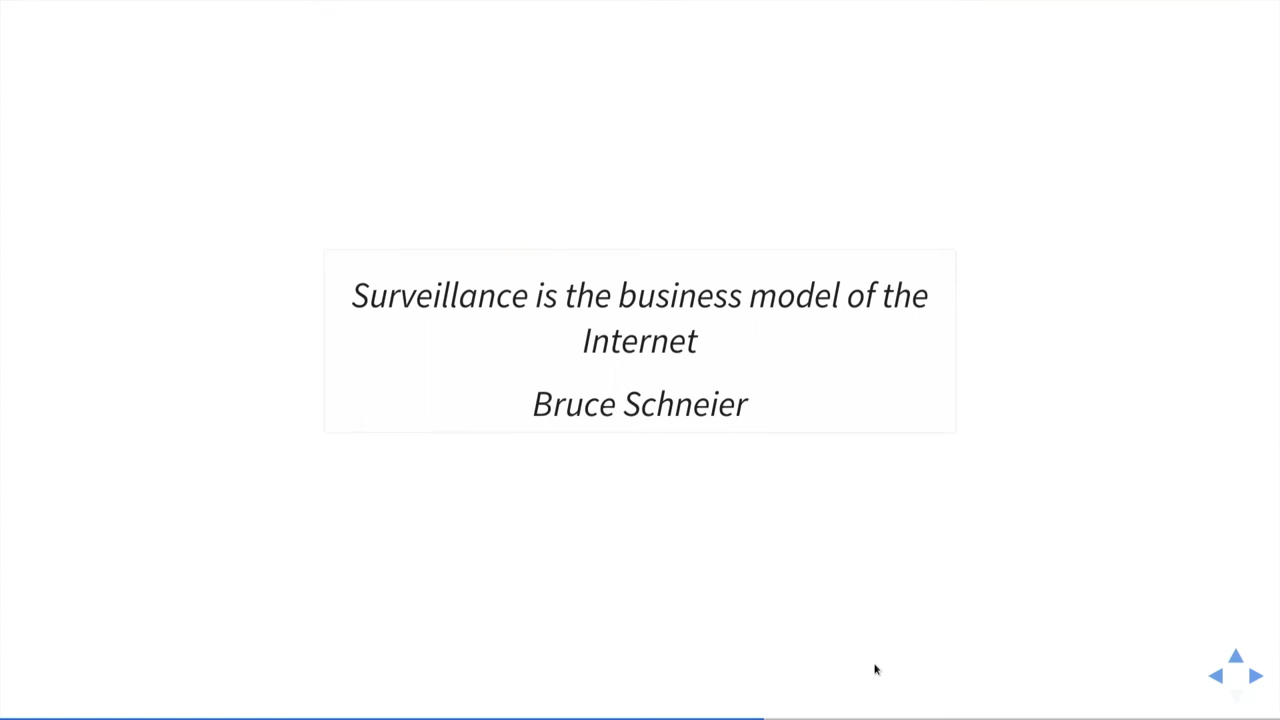 Surveillance is the business model of the
Internet
Bruce Schneier